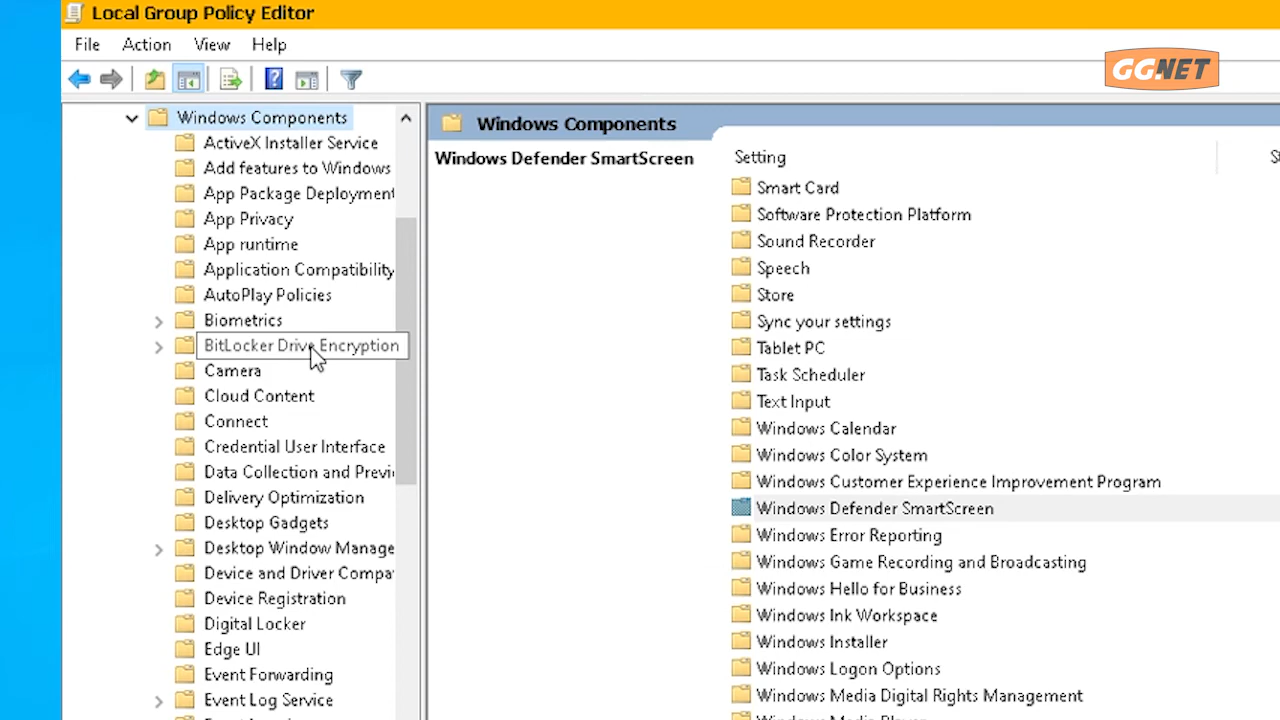 Local Group Policy Editor
File Action View Help
GGNET
Windows Components
ActiveX Installer Service
Add features to Windows
App Package Deployment
App Privacy
App runtime
Application Compatibility
AutoPlay Policies
Biometrics
BitLocker Drive Encryption
Camera
Cloud Content
Connect
Credential User Interface
Data Collection and Previ
Delivery Optimization
Desktop Gadgets
Desktop Window Manage
Device and Driver Compa
Device Registration
Digital Locker
Edge UI
Event Forwarding
Event Log Service
Windows Components
Windows Defender SmartScreen
Setting
Smart Card
Software Protection Platform
Sound Recorder
Speech
Store
Sync your settings
Tablet PC
Task Scheduler
Text Input
Windows Calendar
Windows Color System
Windows Customer Experience Improvement Program
Windows Defender SmartScreen
Windows Error Reporting
Windows Game Recording and Broadcasting
Windows Hello for Business
Windows Ink Workspace
Windows Installer
Windows Logon Options
Windows Media Digital Rights Management